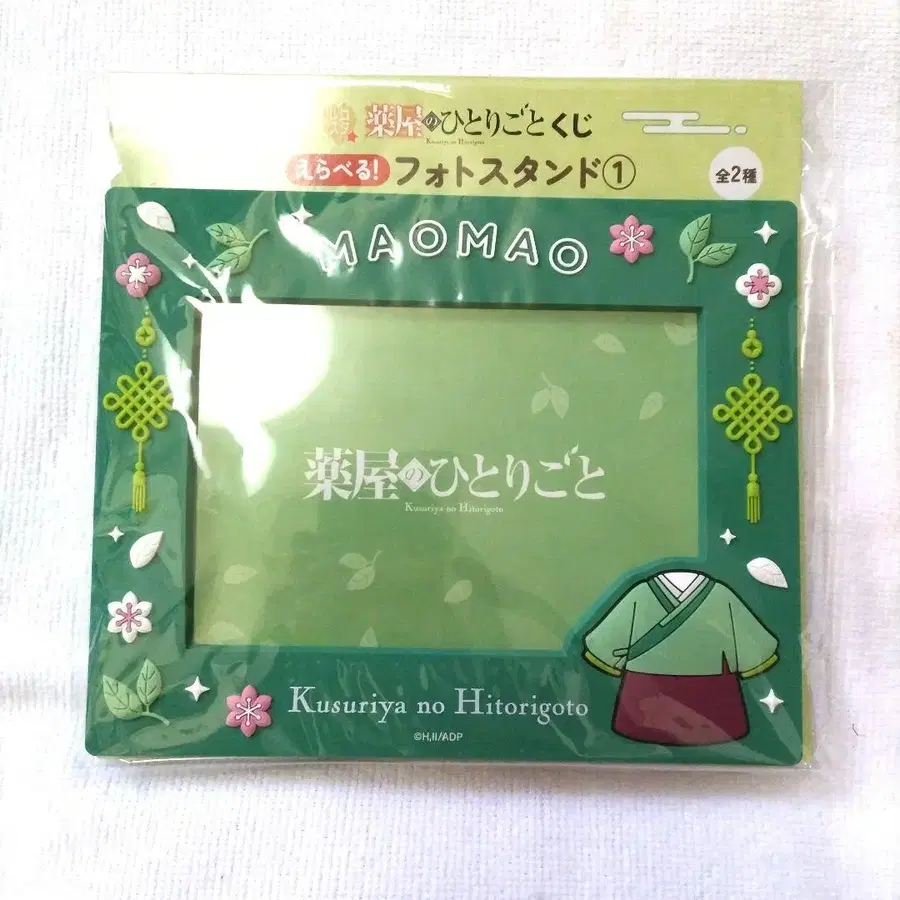 薬屋のひとりごとくじ
Kusuriya no Hitorigoto
えらべる！ フォトスタンド①
全2種
MAOMAO
薬屋のひとりごと
Kusuriya no Hitorigoto
Kusuriya no Hitorigoto
©H,II/ADP